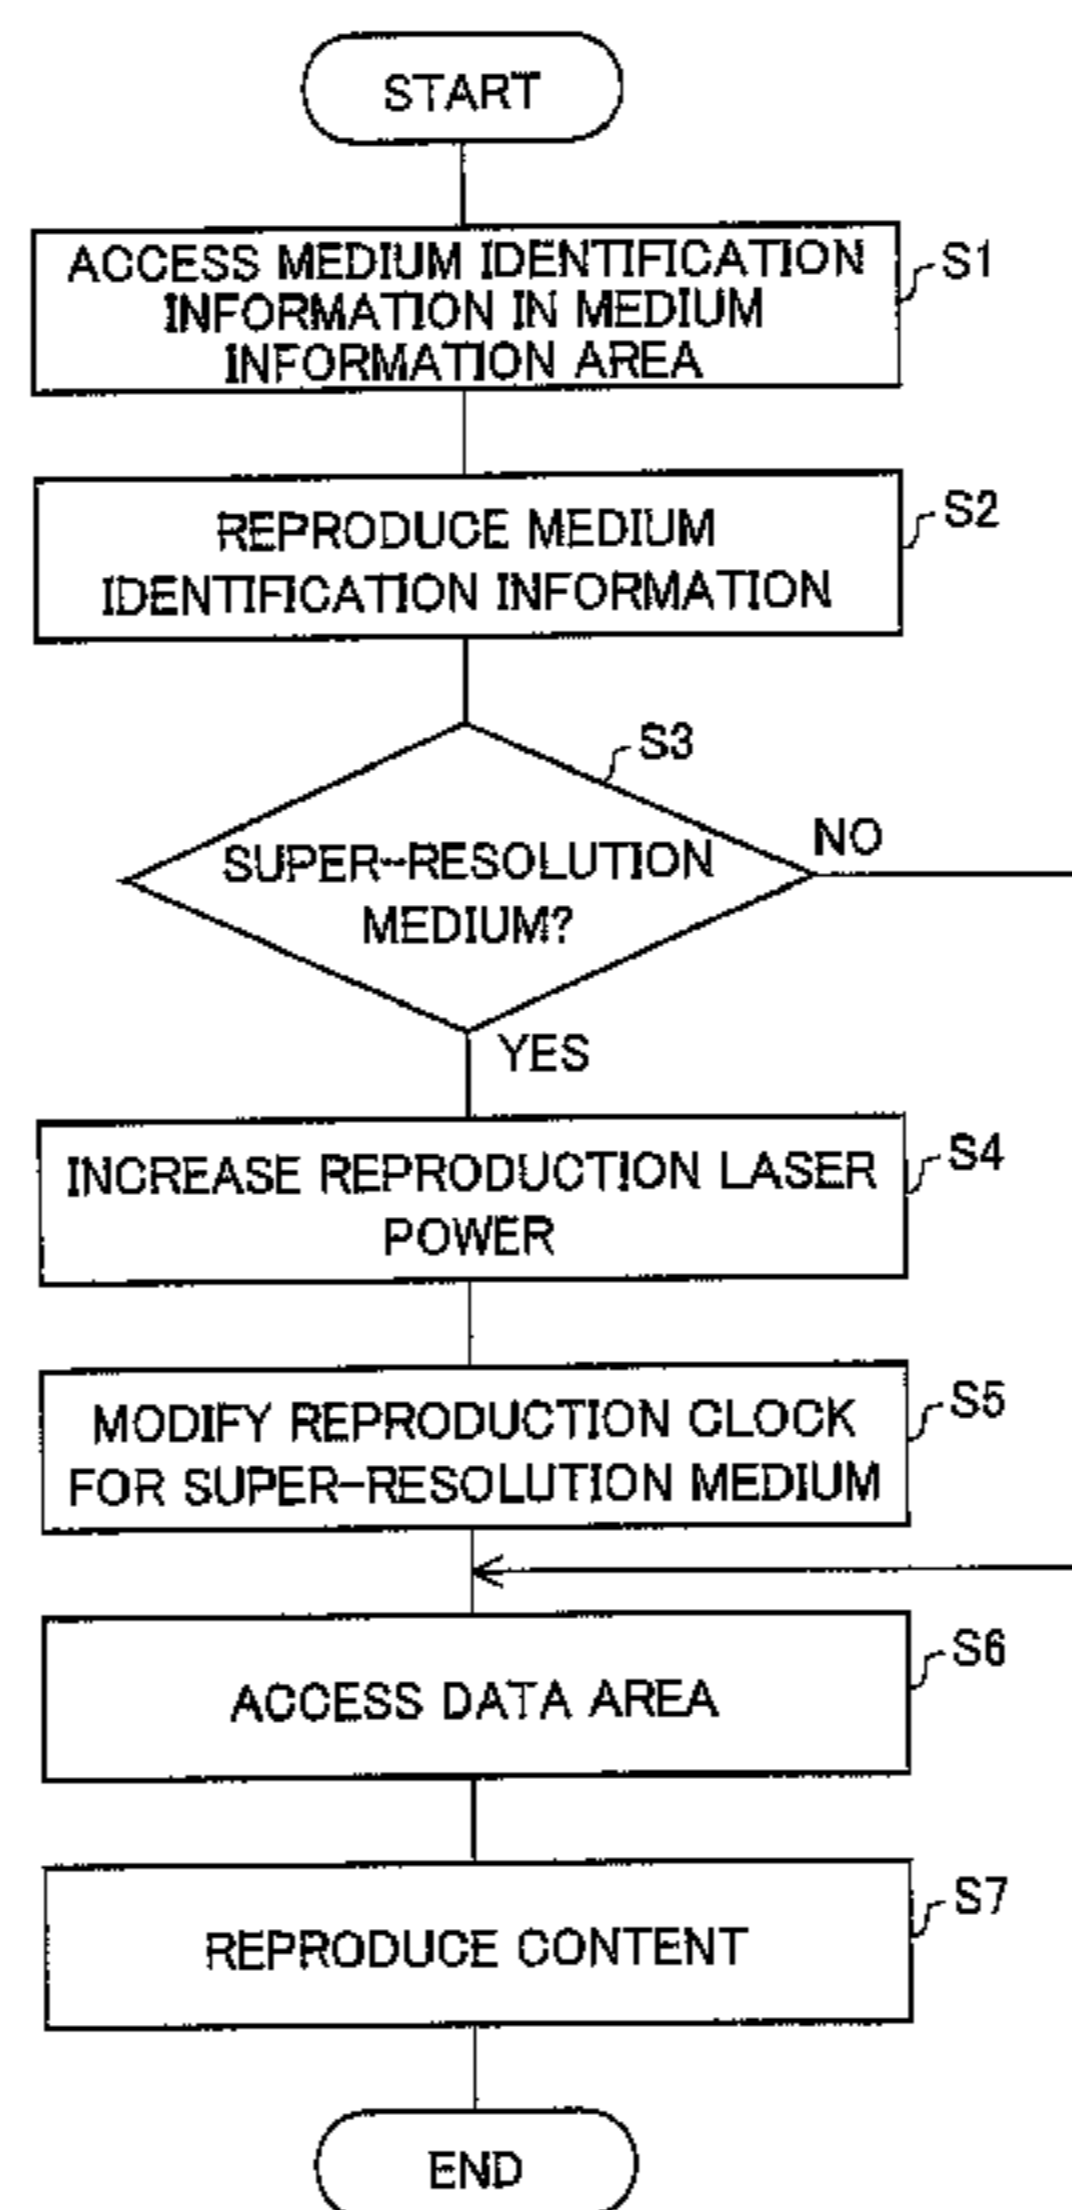 START
ACCESS MEDIUM IDENTIFICATION
INFORMATION IN MEDIUM
INFORMATION AREA
S1
REPRODUCE MEDIUM
IDENTIFICATION INFORMATION
S2
S3
SUPER-RESOLUTION
MEDIUM?
NO
YES
INCREASE REPRODUCTION LASER
POWER
S4
MODIFY REPRODUCTION CLOCK
FOR SUPER-RESOLUTION MEDIUM
S5
ACCESS DATA AREA
S6
REPRODUCE CONTENT
S7
END